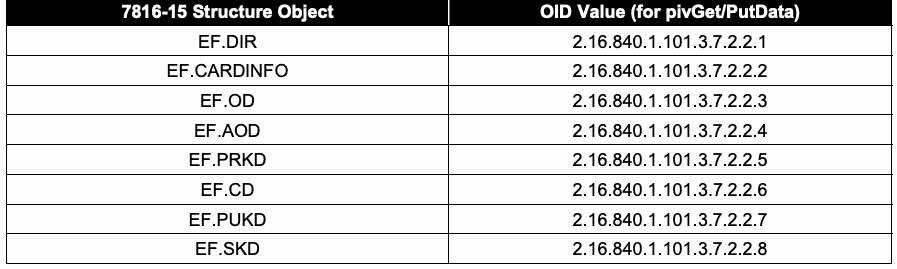 7816-15 Structure Object OID Value (for pivGet/PutData)
EF.DIR 2.16.840.1.101.3.7.2.2.1
EF.CARDINFO 2.16.840.1.101.3.7.2.2.2
EF.OD 2.16.840.1.101.3.7.2.2.3
EF.AOD 2.16.840.1.101.3.7.2.2.4
EF.PRKD 2.16.840.1.101.3.7.2.2.5
EF.CD 2.16.840.1.101.3.7.2.2.6
EF.PUKD 2.16.840.1.101.3.7.2.2.7
EF.SKD 2.16.840.1.101.3.7.2.2.8